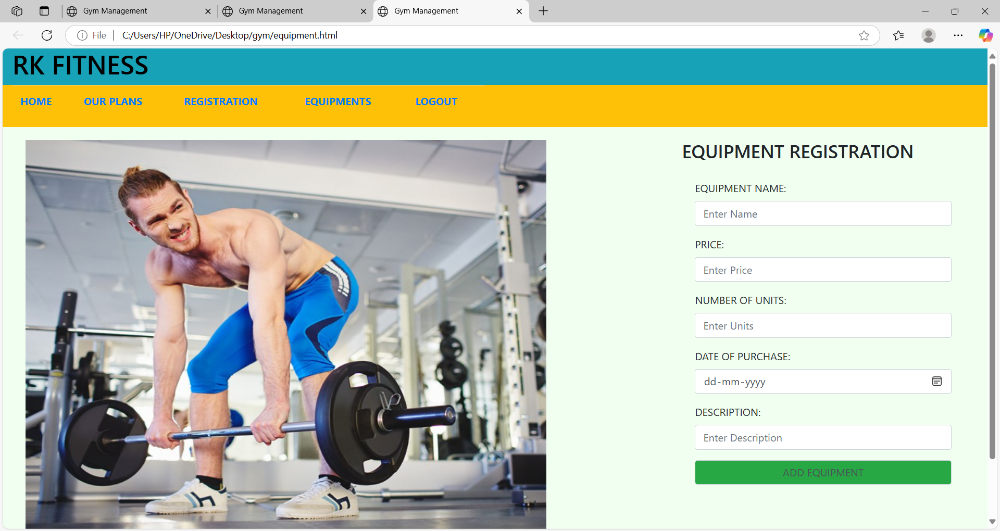 Gym Management
Gym Management
Gym Management
File
C:/Users/HP/OneDrive/Desktop/gym/equipment.html
RK FITNESS
HOME
OUR PLANS
REGISTRATION
EQUIPMENTS
LOGOUT
EQUIPMENT REGISTRATION
EQUIPMENT NAME:
Enter Name
PRICE:
Enter Price
NUMBER OF UNITS:
Enter Units
DATE OF PURCHASE:
dd-mm-yyyy
DESCRIPTION:
Enter Description
ADD EQUIPMENT